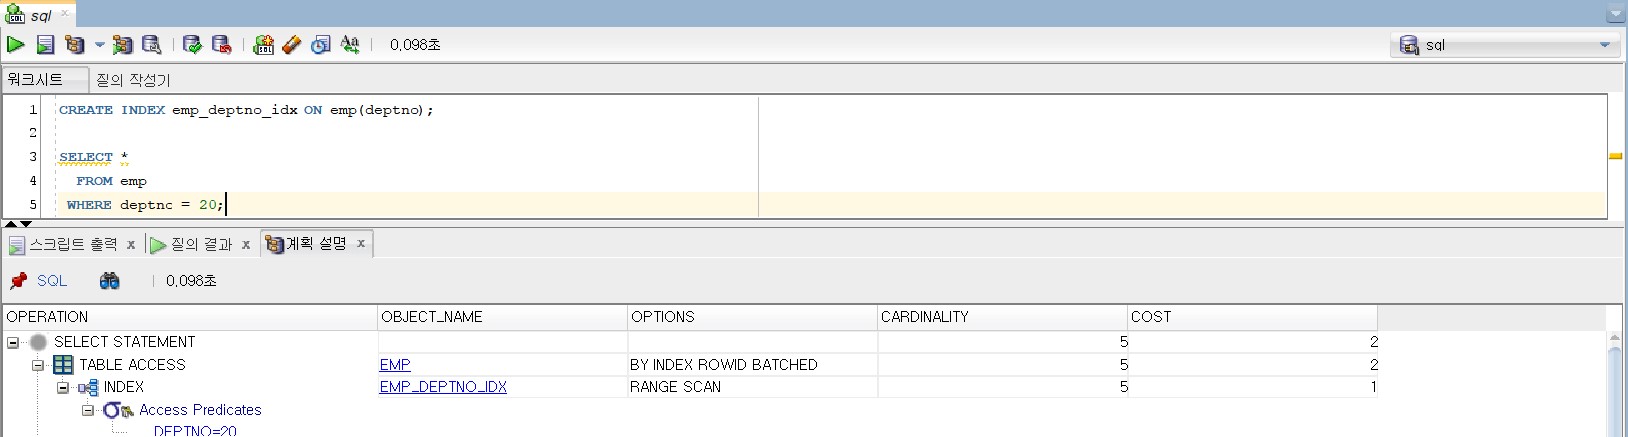 sql
0,098초
sql
워크시트 질의 작성기
1 CREATE INDEX emp_deptno_idx ON emp(deptno);
2
3 SELECT *
4 FROM emp
5 WHERE deptno = 20;
스크립트 출력 x 질의 결과 x 계획 설명 x
SQL 0,098초
OPERATION OBJECT_NAME OPTIONS CARDINALITY COST
SELECT STATEMENT 5 2
TABLE ACCESS EMP BY INDEX ROWID BATCHED 5 2
INDEX EMP_DEPTNO_IDX RANGE SCAN 5 1
Access Predicates
DEPTNO=20